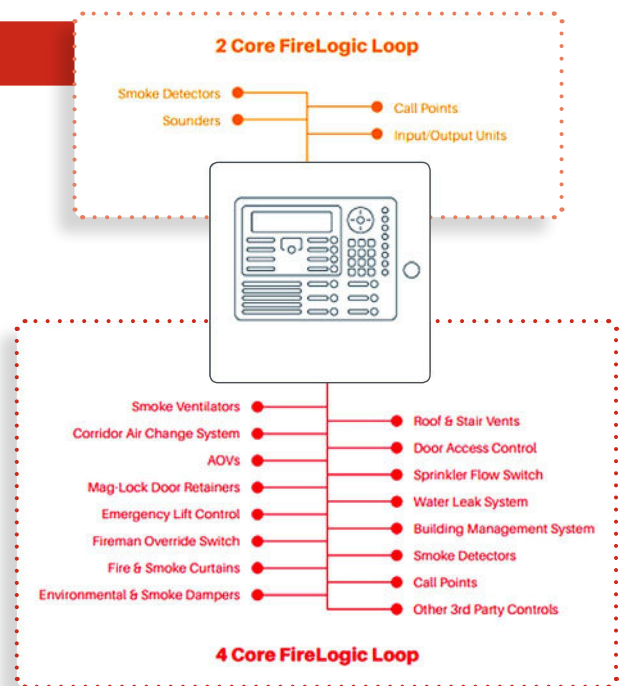 2 Core FireLogic Loop
Smoke Detectors
Sounders
Call Points
Input/Output Units
Smoke Ventilators
Corridor Air Change System
AOVs
Mag-Lock Door Retainers
Emergency Lift Control
Fireman Override Switch
Fire & Smoke Curtains
Environmental & Smoke Dampers
Roof & Stair Vents
Door Access Control
Sprinkler Flow Switch
Water Leak System
Building Management System
Smoke Detectors
Call Points
Other 3rd Party Controls
4 Core FireLogic Loop